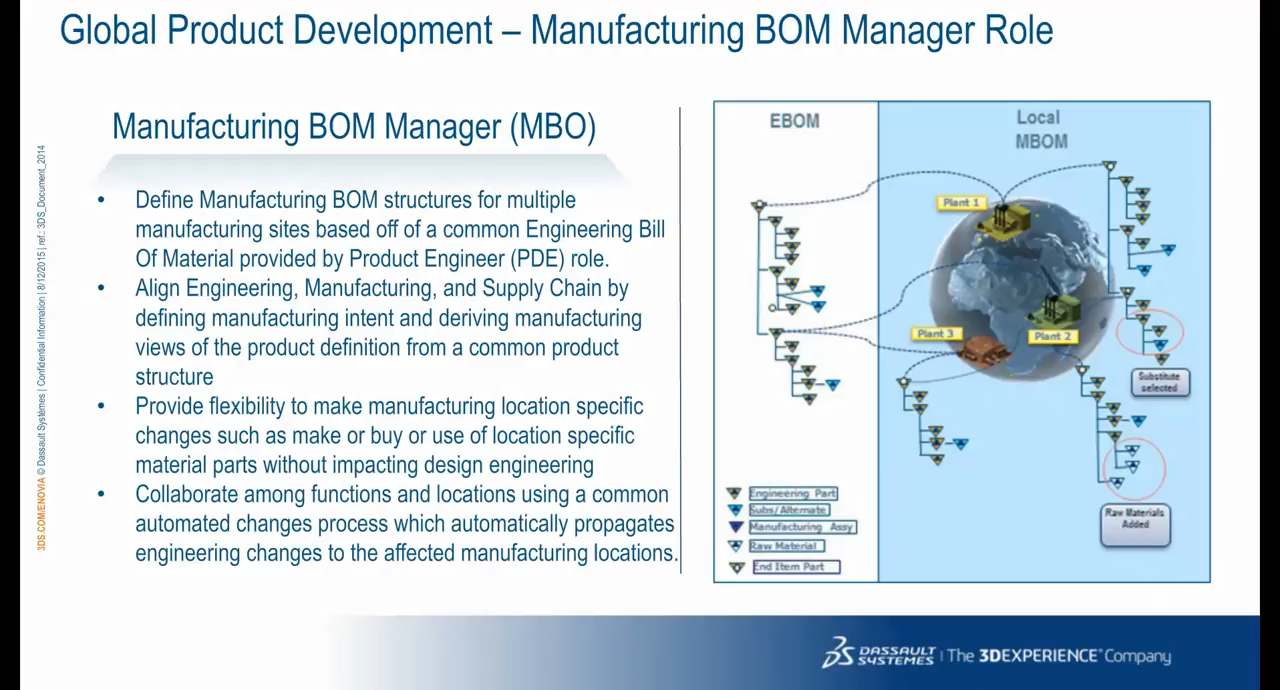 Global Product Development – Manufacturing BOM Manager Role
Manufacturing BOM Manager (MBO)
• Define Manufacturing BOM structures for multiple
manufacturing sites based off of a common Engineering Bill
Of Material provided by Product Engineer (PDE) role.
• Align Engineering, Manufacturing, and Supply Chain by
defining manufacturing intent and deriving manufacturing
views of the product definition from a common product
structure
• Provide flexibility to make manufacturing location specific
changes such as make or buy or use of location specific
material parts without impacting design engineering
• Collaborate among functions and locations using a common
automated changes process which automatically propagates
engineering changes to the affected manufacturing locations.
3DS.COM/ENOVIA © Dassault Systèmes | Confidential Information | 8/12/2015 | ref.: 3DS_Document_2014
EBOM
Local
MBOM
Plant 1
Plant 3
Plant 2
Substitute
selected
Raw Materials
Added
Engineering Part
Subs/Alternate
Manufacturing Assy
Raw Material
End Item Part
DASSAULT
SYSTEMES | The 3DEXPERIENCE™ Company